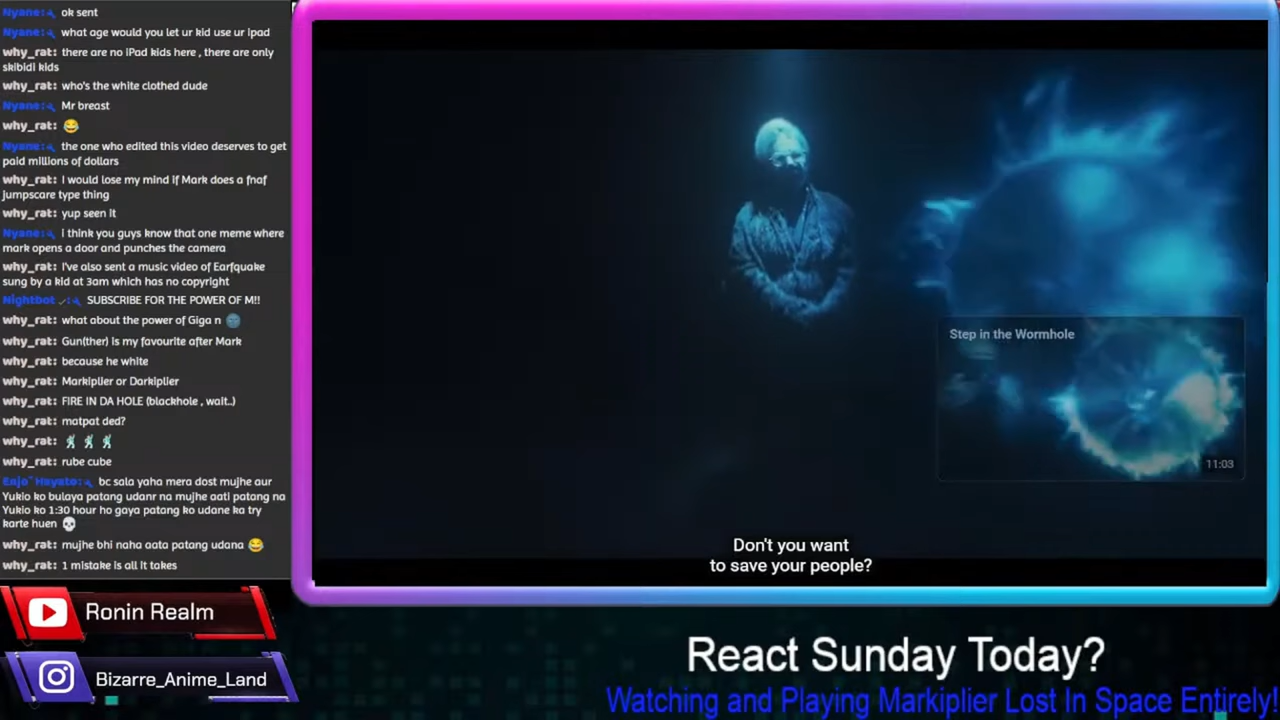 Nyane: ok sent
Nyane: what age would you let ur kid use ur ipad
why_rat: there are no iPad kids here , there are only
skibidi kids
why_rat: who's the white clothed dude
Nyane: Mr breast
why_rat: 😂
Nyane: the one who edited this video deserves to get
paid millions of dollars
why_rat: I would lose my mind if Mark does a fnaf
jumpscare type thing
why_rat: yup seen it
Nyane: i think you guys know that one meme where
mark opens a door and punches the camera
why_rat: I've also sent a music video of Earfquake
sung by a kid at 3am which has no copyright
Nightbot: SUBSCRIBE FOR THE POWER OF M!!
why_rat: what about the power of Giga n 🌚
why_rat: Gun(ther) is my favourite after Mark
why_rat: because he white
why_rat: Markiplier or Darkiplier
why_rat: FIRE IN DA HOLE (blackhole , wait..)
why_rat: matpat ded?
why_rat: 🕺 🕺 🕺
why_rat: rube cube
Enjo~Hayato: bc sala yaha mera dost mujhe aur
Yukio ko bulaya patang udanr na mujhe aati patang na
Yukio ko 1:30 hour ho gaya patang ko udane ka try
karte huen 💀
why_rat: mujhe bhi naha aata patang udana 😂
why_rat: 1 mistake is all it takes
Step in the Wormhole
11:03
Don't you want
to save your people?
Ronin Realm
Bizarre_Anime_Land
React Sunday Today?
Watching and Playing Markiplier Lost In Space Entirely!